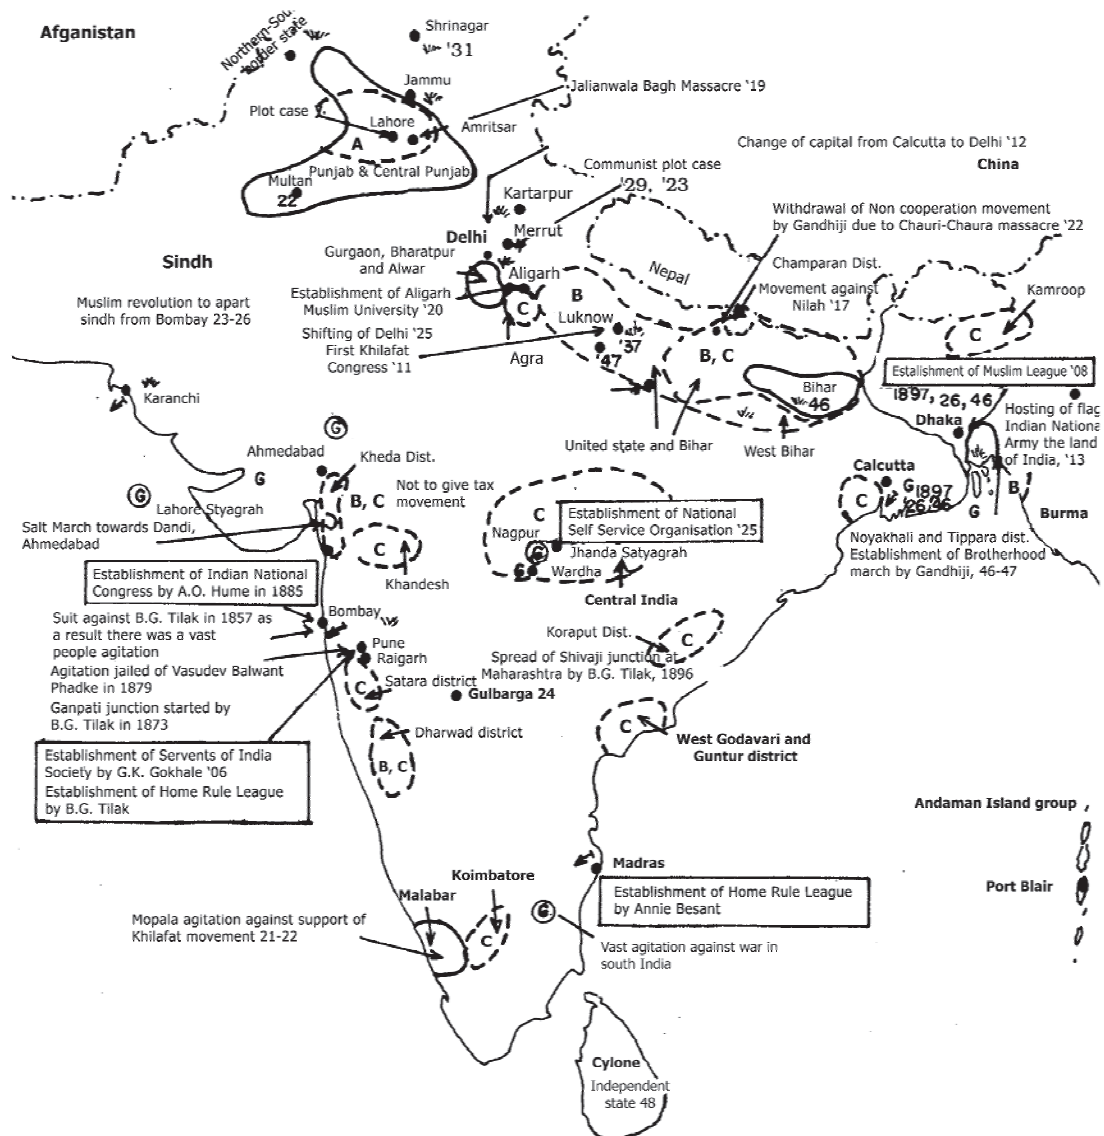 Afganistan
Northern-Sou
border state
Shrinagar
'31
Jammu
Jalianwala Bagh Massacre '19
Plot case
Lahore
Amritsar
A
Punjab & Central Punjab
Multan
22
Change of capital from Calcutta to Delhi '12
China
Communist plot case
'29, '23
Kartarpur
Withdrawal of Non cooperation movement
by Gandhiji due to Chauri-Chaura massacre '22
Delhi
Merrut
Sindh
Gurgaon, Bharatpur
and Alwar
Nepal
Champaran Dist.
Aligarh
Movement against
Nilah '17
Kamroop
Muslim revolution to apart
sindh from Bombay 23-26
Establishment of Aligarh
Muslim University '20
B
C
Luknow
C
Shifting of Delhi '25
First Khilafat
Congress '11
Agra
'37
'47
B, C
Estalishment of Muslim League '08
Bihar
46
1897, 26, 46
Karanchi
Dhaka
Hosting of flag
Indian Nationa
Army the land
of India, '13
United state and Bihar
West Bihar
G
Ahmedabad
Kheda Dist.
G
B, C
Not to give tax
movement
Calcutta
C
G
1897
'26,46
G
B
Burma
G
Lahore Styagrah
C
Establishment of National
Self Service Organisation '25
Salt March towards Dandi,
Ahmedabad
Nagpur
G
Jhanda Satyagrah
G
Wardha
C
Khandesh
Noyakhali and Tippara dist.
Establishment of Brotherhood
march by Gandhiji, 46-47
Establishment of Indian National
Congress by A.O. Hume in 1885
Central India
Bombay
Suit against B.G. Tilak in 1857 as
a result there was a vast
people agitation
Koraput Dist.
C
Pune
Raigarh
Spread of Shivaji junction at
Maharashtra by B.G. Tilak, 1896
Agitation jailed of Vasudev Balwant
Phadke in 1879
C
Satara district
Gulbarga 24
Ganpati junction started by
B.G. Tilak in 1873
C
Dharwad district
West Godavari and
Guntur district
Establishment of Servents of India
Society by G.K. Gokhale '06
Establishment of Home Rule League
by B.G. Tilak
B, C
Andaman Island group
Madras
Koimbatore
Port Blair
Malabar
Establishment of Home Rule League
by Annie Besant
G
Mopala agitation against support of
Khilafat movement 21-22
C
Vast agitation against war in
south India
Cylone
Independent
state 48